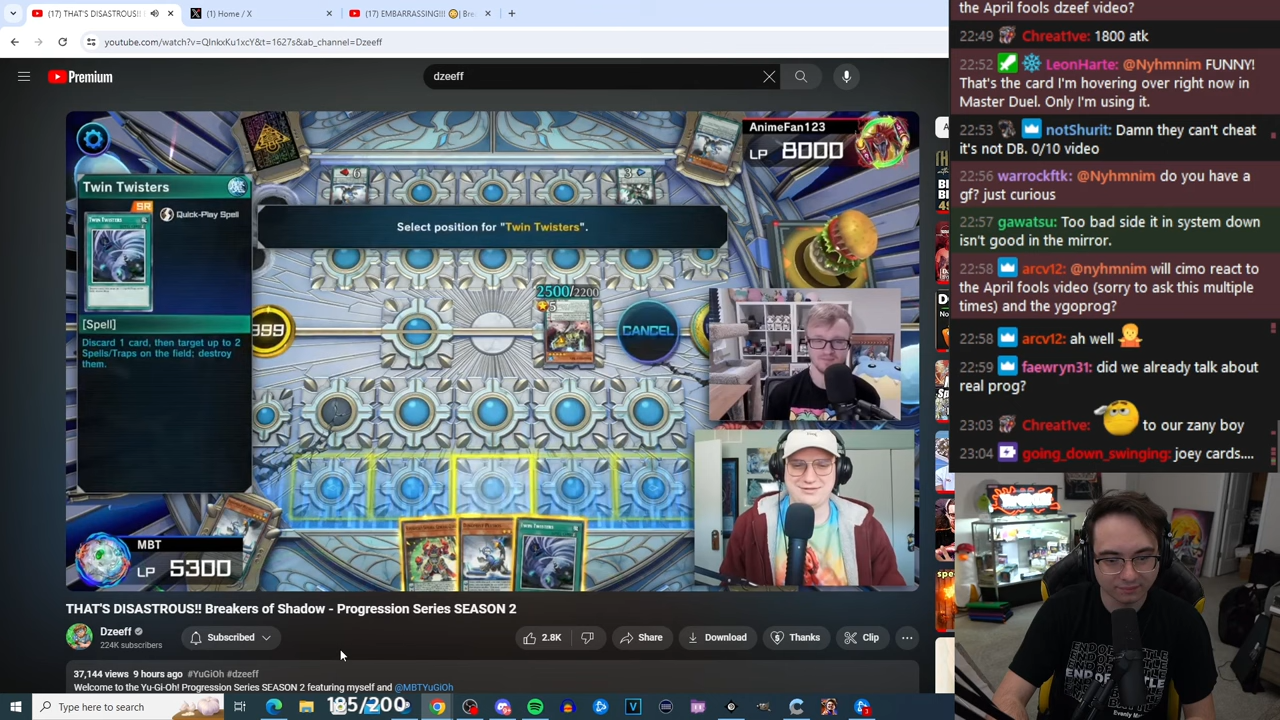 (17) THAT'S DISASTROUS!!
(1) Home / X
(17) EMBARRASSING!!!
youtube.com/watch?v=QInkxKu1xcY&t=1627s&ab_channel=Dzeeff
Premium
dzeeff
AnimeFan123
LP 8000
Twin Twisters
SR
Quick-Play Spell
[Spell]
Discard 1 card, then target up to 2
Spells/Traps on the field; destroy
them.
Select position for "Twin Twisters".
6
3
2500/2200
5
CANCEL
MBT
LP 5300
THAT'S DISASTROUS!! Breakers of Shadow - Progression Series SEASON 2
Dzeeff
224K subscribers
Subscribed
2.8K
Share
Download
Thanks
Clip
37,144 views 9 hours ago #YuGiOh #dzeeff
Welcome to the Yu-Gi-Oh! Progression Series SEASON 2 featuring myself and @MBTYuGiOh
Type here to search
185/200
the April fools dzeef video?
22:49 Chreat1ve: 1800 atk
22:52 LeonHarte: @Nyhmnim FUNNY!
That's the card I'm hovering over right now in
Master Duel. Only I'm using it.
22:53 notShurit: Damn they can't cheat
it's not DB. 0/10 video
22:56 warrockftk: @Nyhmnim do you have a
gf? just curious
22:57 gawatsu: Too bad side it in system down
isn't good in the mirror.
22:58 arcv12: @nyhmnim will cimo react to
the April fools video (sorry to ask this multiple
times) and the ygoprog?
22:58 arcv12: ah well
22:59 faewryn31: did we already talk about
real prog?
23:03 Chreat1ve: to our zany boy
23:04 going_down_swinging: joey cards....